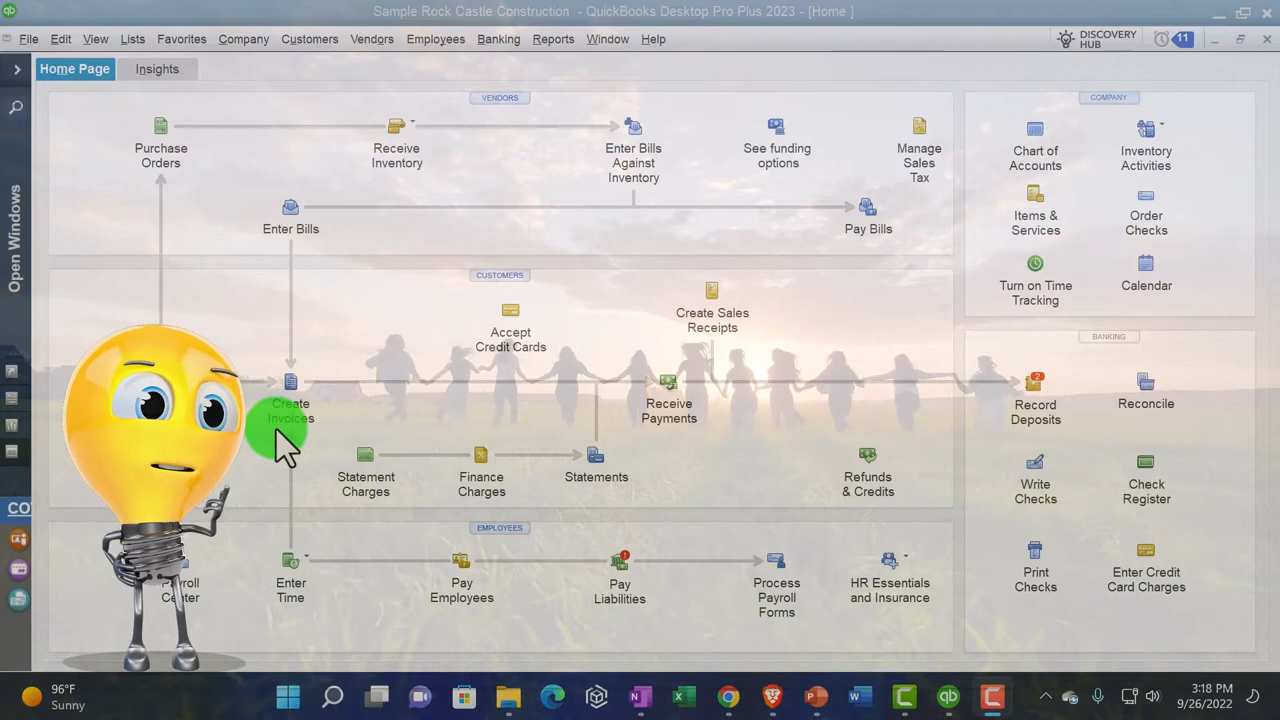 Sample Rock Castle Construction - QuickBooks Desktop Pro Plus 2023 - [Home ]
File Edit View Lists Favorites Company Customers Vendors Employees Banking Reports Window Help
DISCOVERY
HUB
11
Home Page Insights
Open Windows
VENDORS
Purchase
Orders
Receive
Inventory
Enter Bills
Against
Inventory
See funding
options
Manage
Sales
Tax
Enter Bills
Pay Bills
CUSTOMERS
Accept
Credit Cards
Create Sales
Receipts
Create
Invoices
Receive
Payments
Statement
Charges
Finance
Charges
Statements
Refunds
& Credits
EMPLOYEES
Enter
Time
Pay
Employees
Pay
Liabilities
Process
Payroll
Forms
HR Essentials
and Insurance
COMPANY
Chart of
Accounts
Inventory
Activities
Items &
Services
Order
Checks
Turn on Time
Tracking
Calendar
BANKING
2
Record
Deposits
Reconcile
Write
Checks
Check
Register
Print
Checks
Enter Credit
Card Charges
96°F
Sunny
3:18 PM
9/26/2022